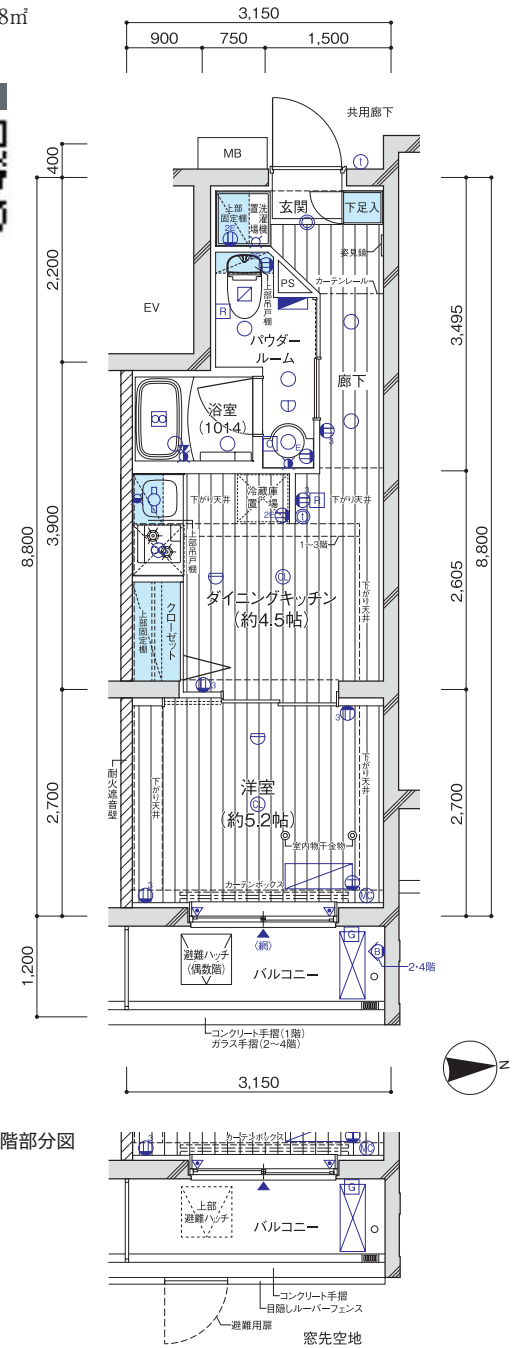 8㎡
3,150
900
750
1,500
共用廊下
MB
400
2,200
3,900
8,800
2,700
1,200
3,495
2,605
8,800
2,700
t
玄関
下足入
上部
固定棚
2E
洗濯機
置場
姿見鏡
カーテンレール
PS
EV
上部吊戸棚
R
パウダー
ルーム
廊下
浴室
(1014)
E
3
下がり天井
冷蔵庫
置場
2E
3
R
t
下がり天井
上部吊戸棚
1~3階
CL
ダイニングキッチン
(約4.5帖)
下がり天井
上部固定棚
クローゼット
3
3
耐火遮音壁
下がり天井
洋室
CL
(約5.2帖)
下がり天井
室内物干金物
カーテンボックス
3
MC
〈網〉
避難ハッチ
(偶数階)
バルコニー
G
B
2・4階
コンクリート手摺(1階)
ガラス手摺(2~4階)
N
3,150
階部分図
カーテンボックス
3
MC
上部
避難ハッチ
バルコニー
G
コンクリート手摺
目隠しルーバーフェンス
避難用扉
窓先空地